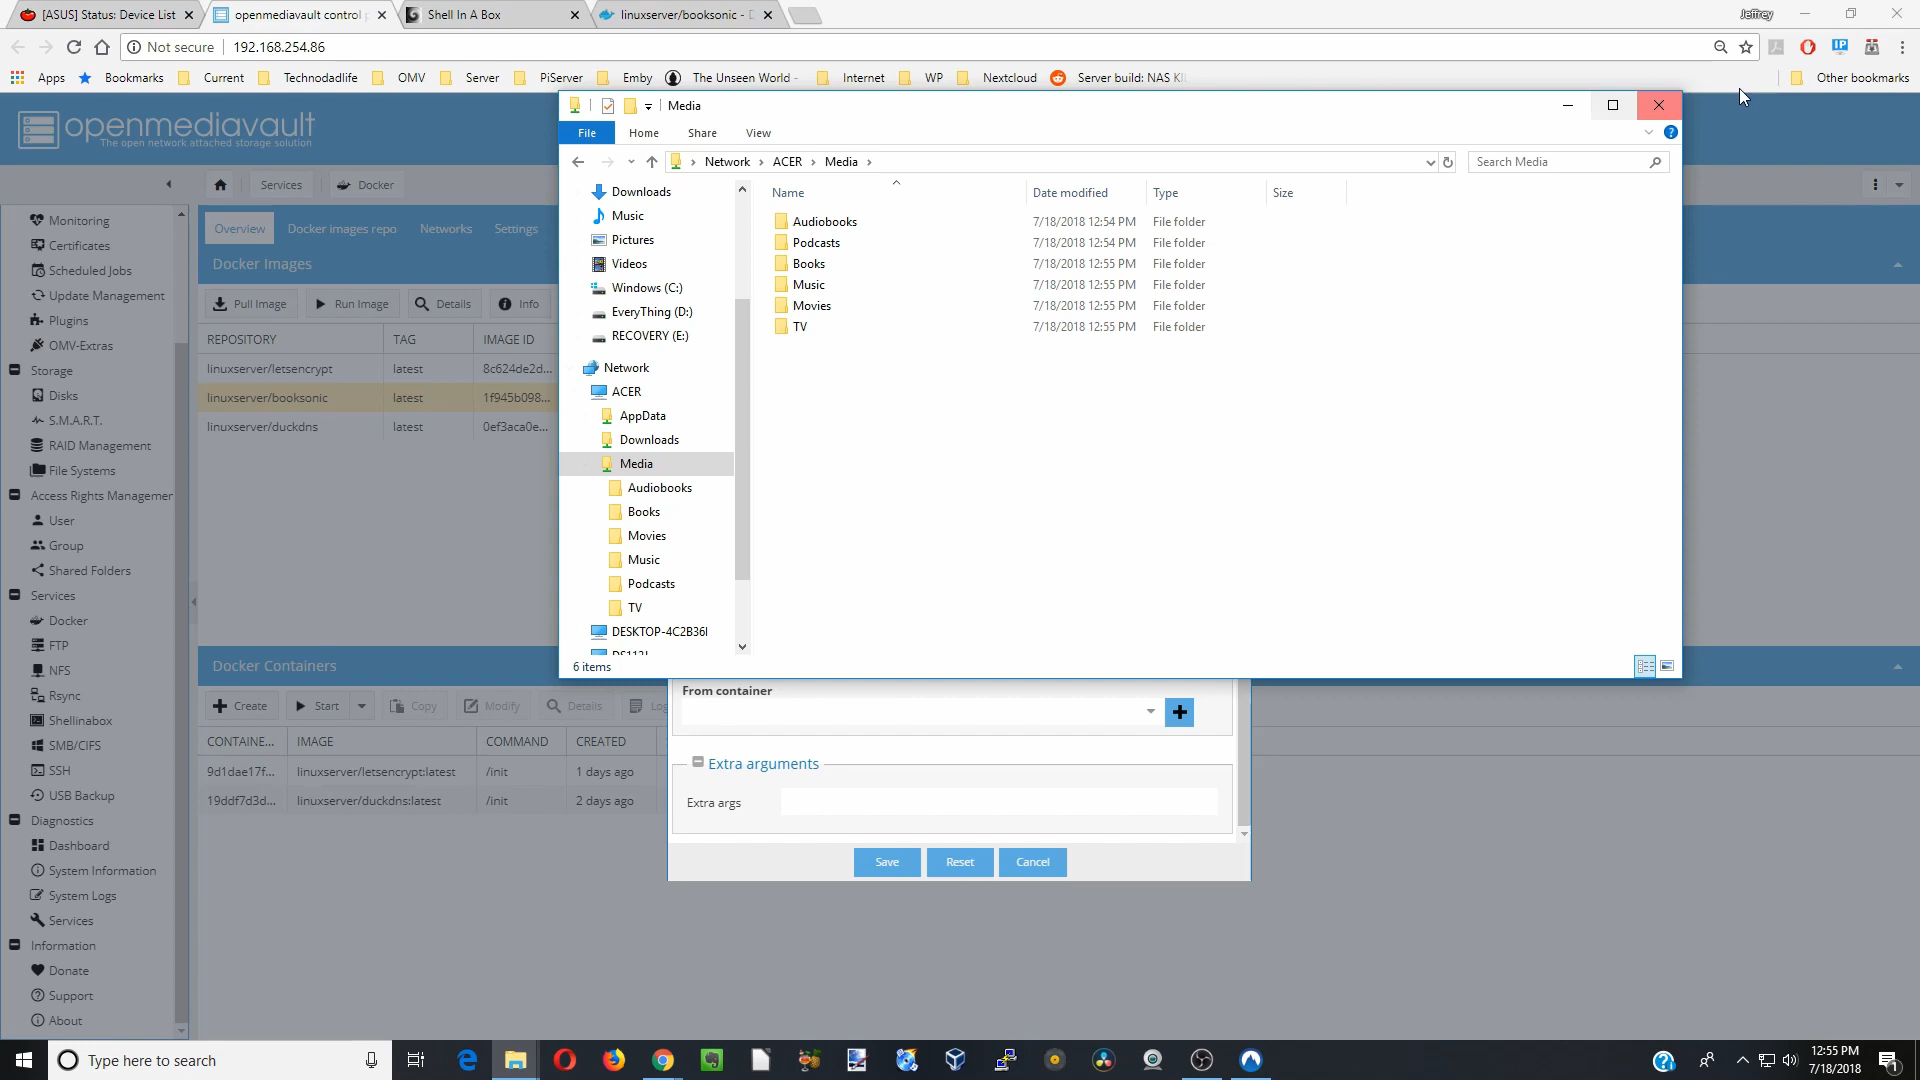 [ASUS] Status: Device List
openmediavault control p
Shell In A Box
linuxserver/booksonic - D
Jeffrey
Not secure
192.168.254.86
Apps
Bookmarks
Current
Technodadlife
OMV
Server
PiServer
Emby
The Unseen World -
Internet
WP
Nextcloud
Server build: NAS Ki
Other bookmarks
openmediavault
The open network attached storage solution
Services
Docker
Monitoring
Certificates
Scheduled Jobs
Update Management
Plugins
OMV-Extras
Storage
Disks
S.M.A.R.T.
RAID Management
File Systems
Access Rights Managemer
User
Group
Shared Folders
Services
Docker
FTP
NFS
Rsync
Shellinabox
SMB/CIFS
SSH
USB Backup
Diagnostics
Dashboard
System Information
System Logs
Services
Information
Donate
Support
About
Overview
Docker images repo
Networks
Settings
Docker Images
Pull Image
Run Image
Details
Info
REPOSITORY
TAG
IMAGE ID
linuxserver/letsencrypt
latest
8c624de2d...
linuxserver/booksonic
latest
1f945b098...
linuxserver/duckdns
latest
0ef3aca0e...
Docker Containers
Create
Start
Copy
Modify
Details
Log
CONTAINE...
IMAGE
COMMAND
CREATED
9d1dae17f...
linuxserver/letsencrypt:latest
/init
1 days ago
19ddf7d3d...
linuxserver/duckdns:latest
/init
2 days ago
Media
File
Home
Share
View
Network
ACER
Media
Search Media
Downloads
Music
Pictures
Videos
Windows (C:)
EveryThing (D:)
RECOVERY (E:)
Network
ACER
AppData
Downloads
Media
Audiobooks
Books
Movies
Music
Podcasts
TV
DESKTOP-4C2B36I
Name
Date modified
Type
Size
Audiobooks
7/18/2018 12:54 PM
File folder
Podcasts
7/18/2018 12:54 PM
File folder
Books
7/18/2018 12:55 PM
File folder
Music
7/18/2018 12:55 PM
File folder
Movies
7/18/2018 12:55 PM
File folder
TV
7/18/2018 12:55 PM
File folder
6 items
From container
Extra arguments
Extra args
Save
Reset
Cancel
Type here to search
12:55 PM
7/18/2018
1